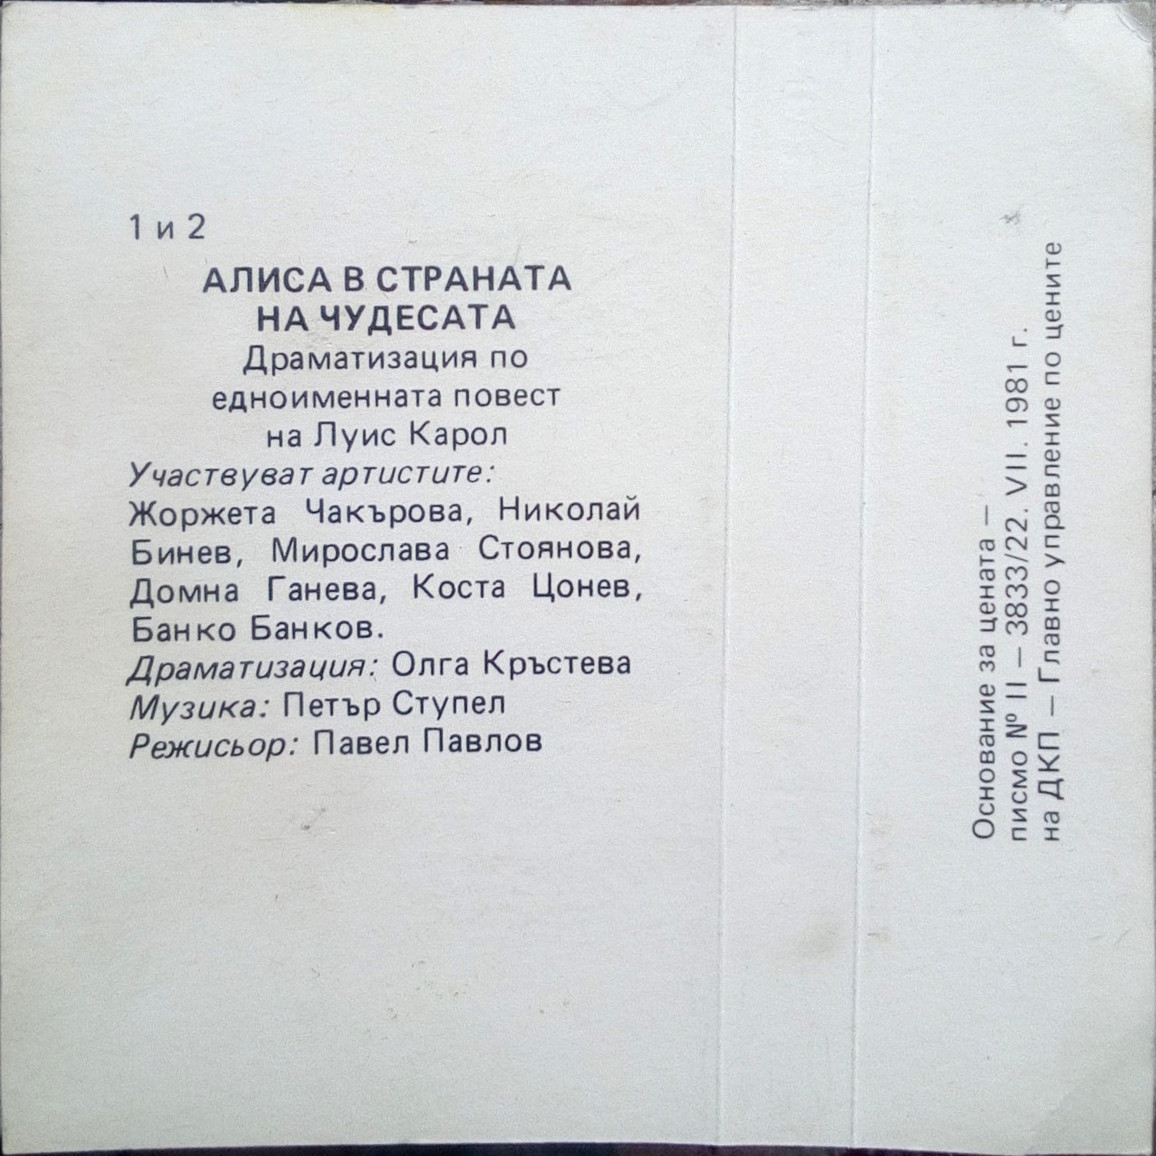 1 и 2
АЛИСА В СТРАНАТА
НА ЧУДЕСАТА
Драматизация по
едноименната повест
на Луис Карол
Участвуват артистите:
Жоржета Чакърова, Николай
Бинев, Мирослава Стоянова,
Домна Ганева, Коста Цонев,
Банко Банков.
Драматизация: Олга Кръстева
Музика: Петър Ступел
Режисьор: Павел Павлов
Основание за цената —
писмо № II — 3833/22. VII. 1981 г.
на ДКП — Главно управление по цените